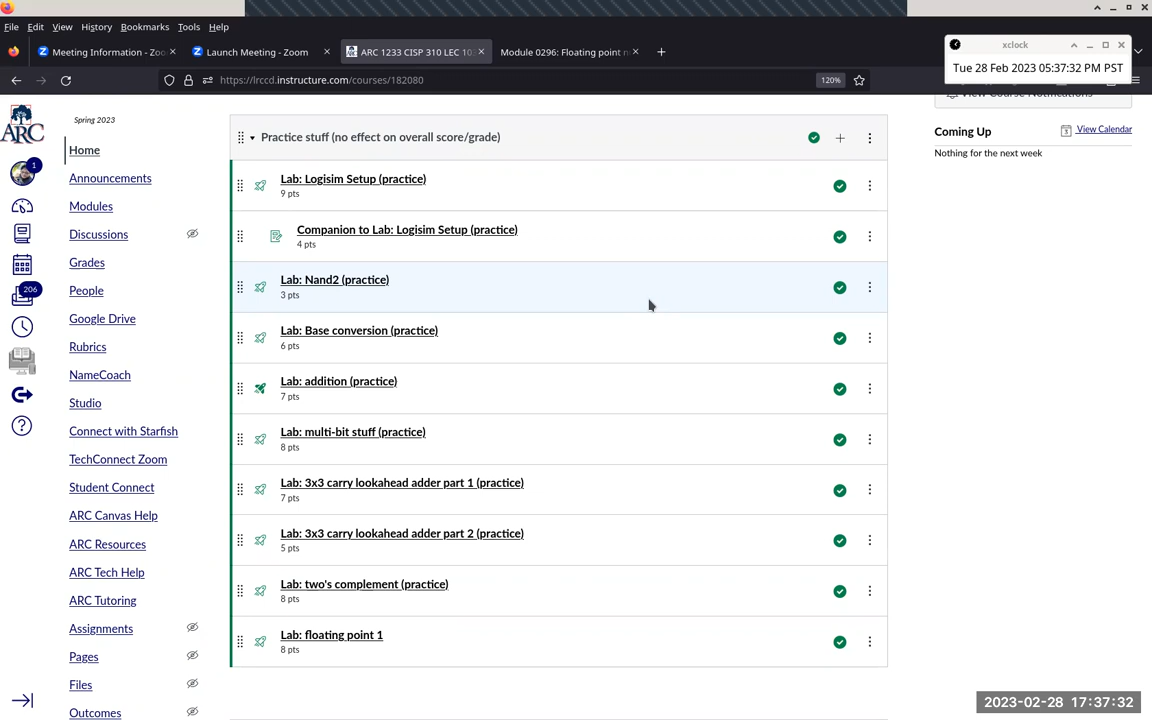 File Edit View History Bookmarks Tools Help
Meeting Information - Zoo
Launch Meeting - Zoom
ARC 1233 CISP 310 LEC 10
Module 0296: Floating point n
xclock
Tue 28 Feb 2023 05:37:32 PM PST
https://lrccd.instructure.com/courses/182080
120%
ARC
Spring 2023
1
206
Home
Announcements
Modules
Discussions
Grades
People
Google Drive
Rubrics
NameCoach
Studio
Connect with Starfish
TechConnect Zoom
Student Connect
ARC Canvas Help
ARC Resources
ARC Tech Help
ARC Tutoring
Assignments
Pages
Files
Outcomes
Practice stuff (no effect on overall score/grade)
Lab: Logisim Setup (practice)
9 pts
Companion to Lab: Logisim Setup (practice)
4 pts
Lab: Nand2 (practice)
3 pts
Lab: Base conversion (practice)
6 pts
Lab: addition (practice)
7 pts
Lab: multi-bit stuff (practice)
8 pts
Lab: 3x3 carry lookahead adder part 1 (practice)
7 pts
Lab: 3x3 carry lookahead adder part 2 (practice)
5 pts
Lab: two's complement (practice)
8 pts
Lab: floating point 1
8 pts
View Course Notifications
Coming Up
View Calendar
Nothing for the next week
2023-02-28 17:37:32